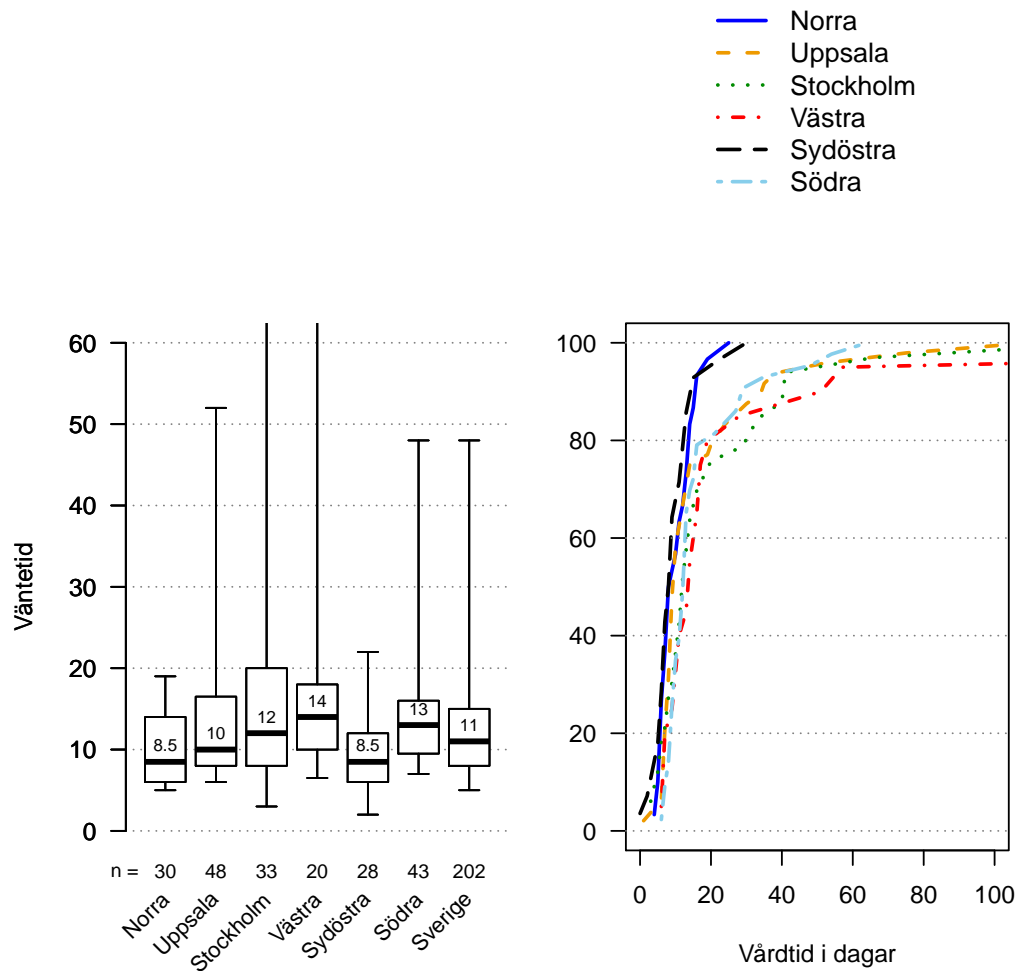 Norra
Uppsala
Stockholm
Västra
Sydöstra
Södra
Väntetid
60
50
40
30
20
10
0
8.5
10
12
14
8.5
13
11
n = 30 48 33 20 28 43 202
Norra
Uppsala
Stockholm
Västra
Sydöstra
Södra
Sverige
100
80
60
40
20
0
0 20 40 60 80 100
Vårdtid i dagar